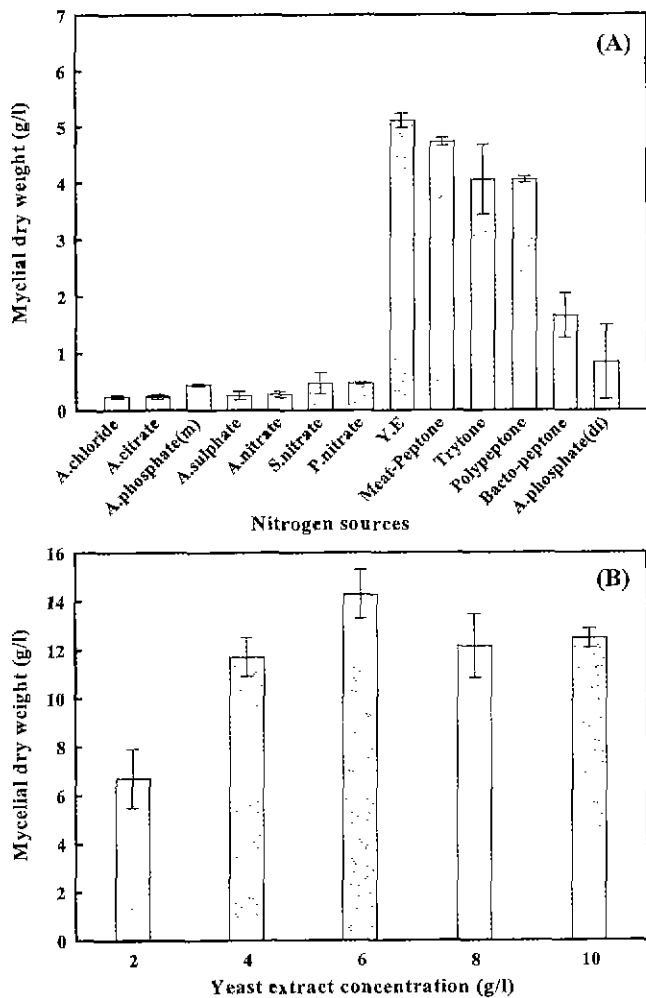 (A)
7
6
5
4
3
2
1
0
Myclial dry weight (g/l)
A.chloride
A.citrate
A.phosphate(m)
A.sulphate
A.nitrate
S.nitrate
P.nitrate
Y.E
Meat-Peptone
Trytone
Polypeptone
Bacto-peptone
A.phosphate(di)
Nitrogen sources
(B)
16
14
12
10
8
6
4
2
0
Mycelial dry weight (g/l)
2 4 6 8 10
Yeast extract concentration (g/l)